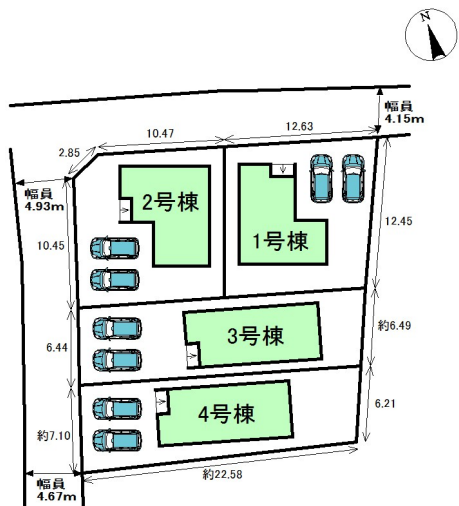 N
幅員
4.15m
10.47
12.63
2.85
幅員
4.93m
2号棟
1号棟
10.45
12.45
3号棟
6.44
約6.49
4号棟
約7.10
6.21
約22.58
幅員
4.67m